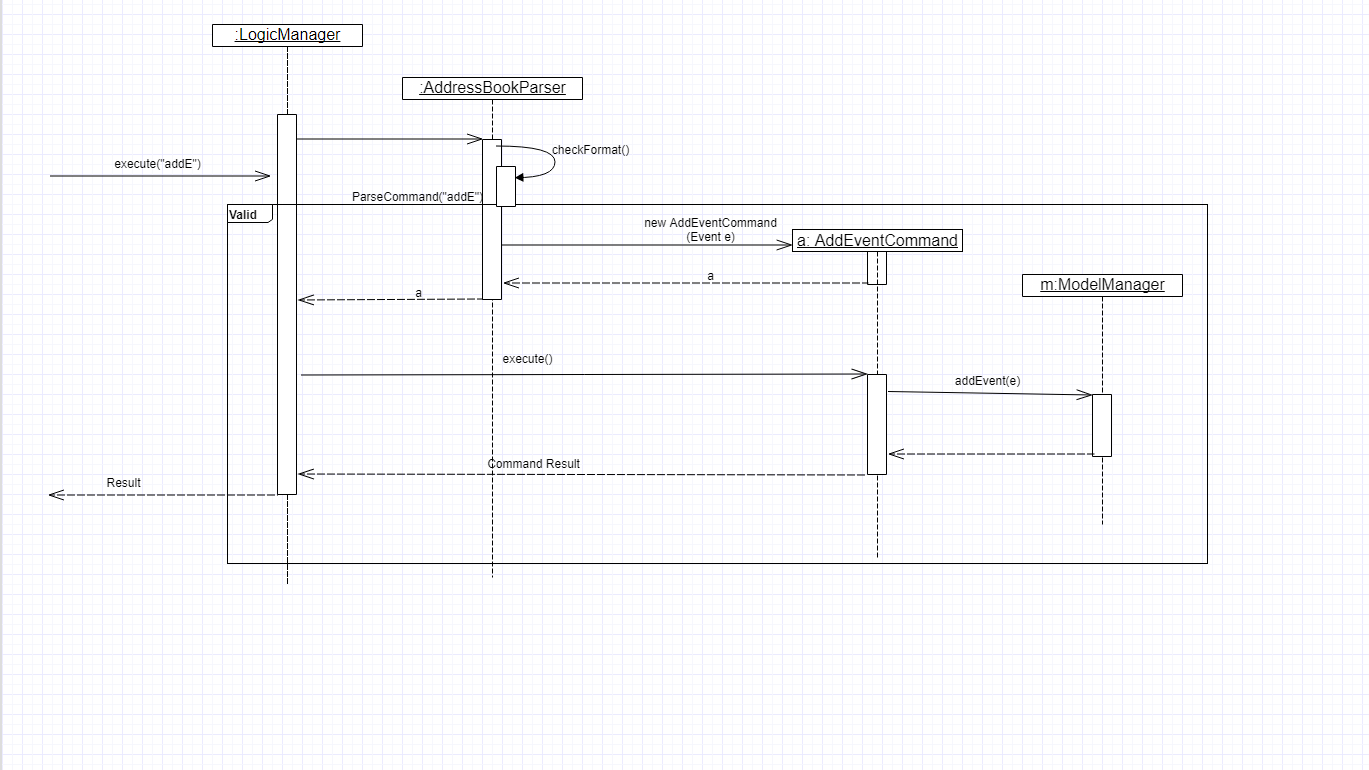 :LogicManager
:AddressBookParser
checkFormat()
execute("addE")
ParseCommand("addE")
Valid
new AddEventCommand
(Event e)
a: AddEventCommand
a
m:ModelManager
a
execute()
addEvent(e)
Command Result
Result